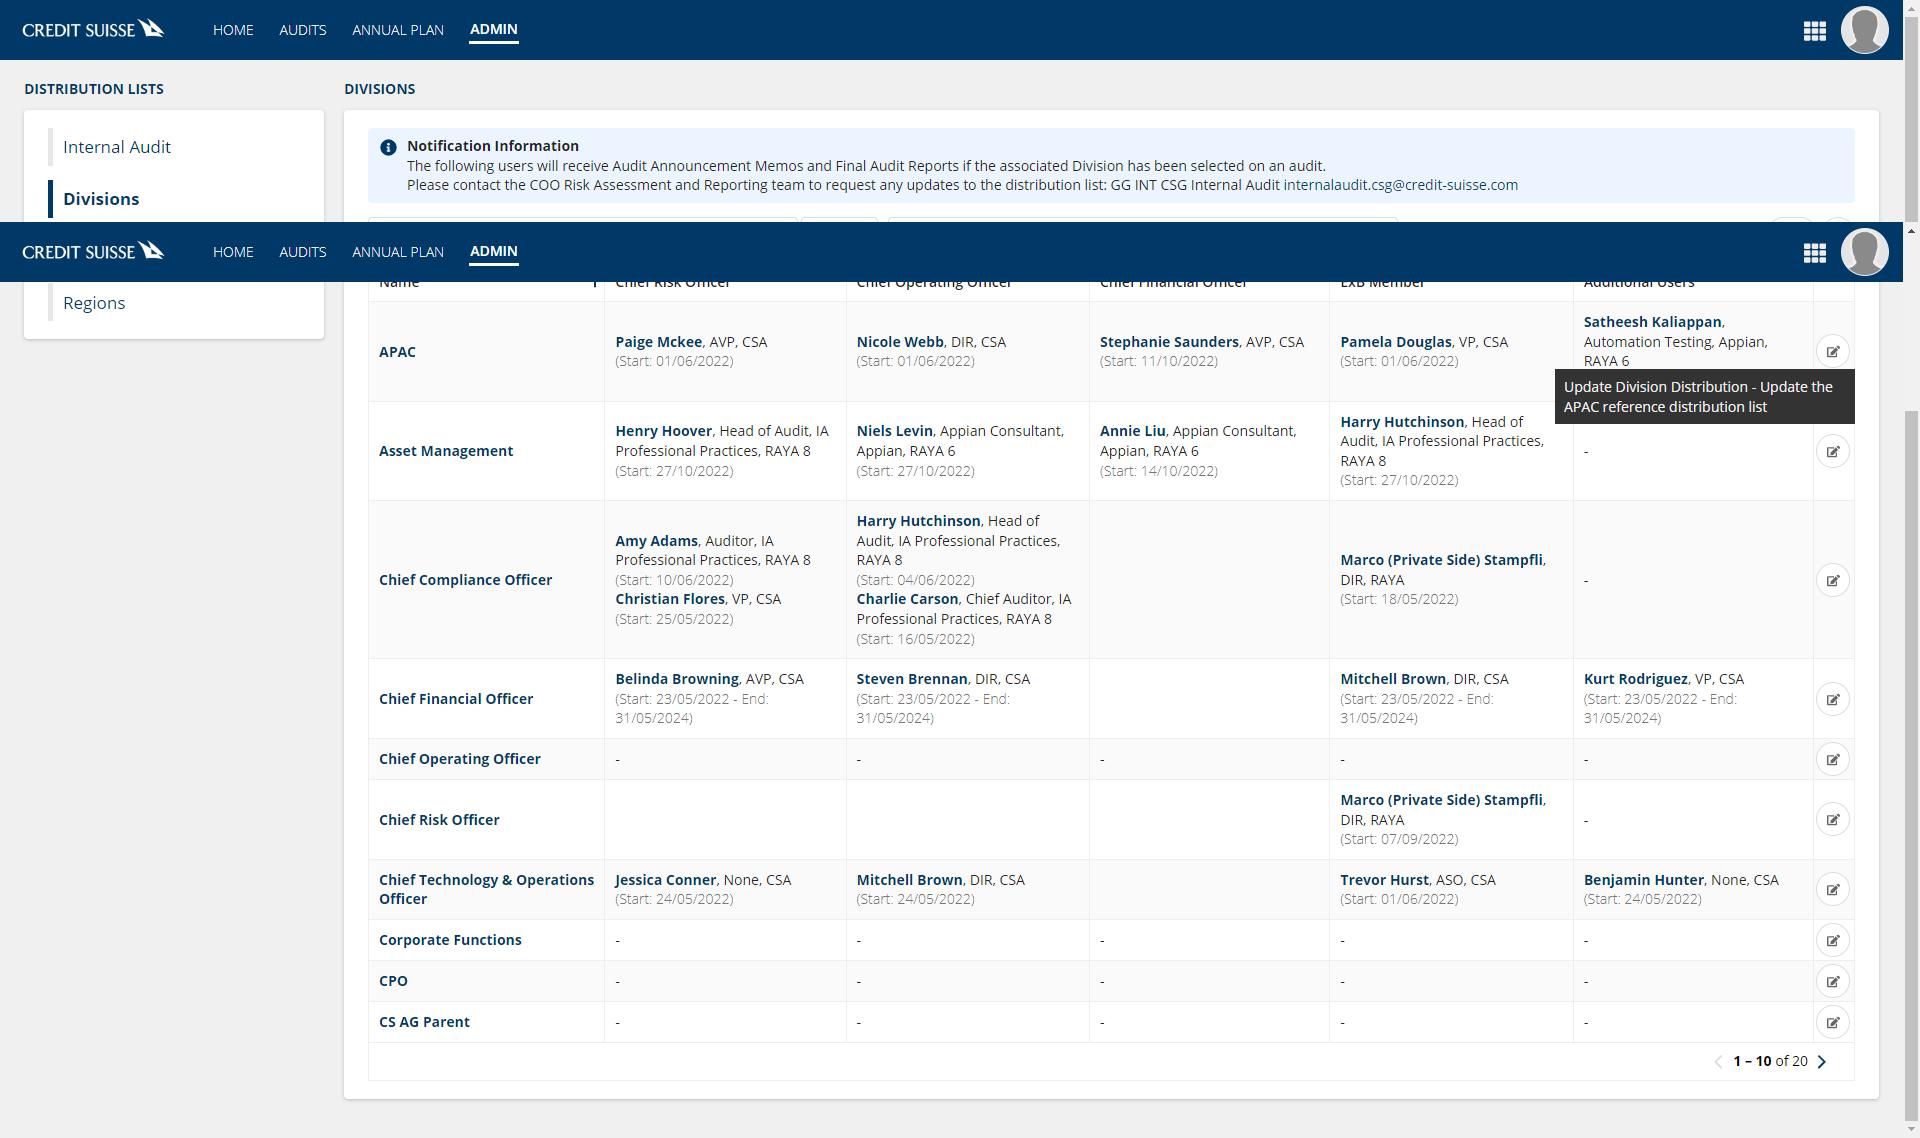 CREDIT SUISSE HOME AUDITS ANNUAL PLAN ADMIN
DISTRIBUTION LISTS
DIVISIONS
Internal Audit
Divisions
Notification Information
The following users will receive Audit Announcement Memos and Final Audit Reports if the associated Division has been selected on an audit.
Please contact the COO Risk Assessment and Reporting team to request any updates to the distribution list: GG INT CSG Internal Audit internalaudit.csg@credit-suisse.com
CREDIT SUISSE HOME AUDITS ANNUAL PLAN ADMIN
Regions
Name Chief Risk Officer Chief Operating Officer Chief Financial Officer ExB Member Additional Users
APAC
Paige Mckee, AVP, CSA
(Start: 01/06/2022)
Nicole Webb, DIR, CSA
(Start: 01/06/2022)
Stephanie Saunders, AVP, CSA
(Start: 11/10/2022)
Pamela Douglas, VP, CSA
(Start: 01/06/2022)
Satheesh Kaliappan,
Automation Testing, Appian,
RAYA 6
Update Division Distribution - Update the
APAC reference distribution list
Asset Management
Henry Hoover, Head of Audit, IA
Professional Practices, RAYA 8
(Start: 27/10/2022)
Niels Levin, Appian Consultant,
Appian, RAYA 6
(Start: 27/10/2022)
Annie Liu, Appian Consultant,
Appian, RAYA 6
(Start: 14/10/2022)
Harry Hutchinson, Head of
Audit, IA Professional Practices,
RAYA 8
(Start: 27/10/2022)
-
Chief Compliance Officer
Amy Adams, Auditor, IA
Professional Practices, RAYA 8
(Start: 10/06/2022)
Christian Flores, VP, CSA
(Start: 25/05/2022)
Harry Hutchinson, Head of
Audit, IA Professional Practices,
RAYA 8
(Start: 04/06/2022)
Charlie Carson, Chief Auditor, IA
Professional Practices, RAYA 8
(Start: 16/05/2022)
Marco (Private Side) Stampfli,
DIR, RAYA
(Start: 18/05/2022)
-
Chief Financial Officer
Belinda Browning, AVP, CSA
(Start: 23/05/2022 - End:
31/05/2024)
Steven Brennan, DIR, CSA
(Start: 23/05/2022 - End:
31/05/2024)
Mitchell Brown, DIR, CSA
(Start: 23/05/2022 - End:
31/05/2024)
Kurt Rodriguez, VP, CSA
(Start: 23/05/2022 - End:
31/05/2024)
Chief Operating Officer - - - - -
Chief Risk Officer
Marco (Private Side) Stampfli,
DIR, RAYA
(Start: 07/09/2022)
-
Chief Technology & Operations
Officer
Jessica Conner, None, CSA
(Start: 24/05/2022)
Mitchell Brown, DIR, CSA
(Start: 24/05/2022)
Trevor Hurst, ASO, CSA
(Start: 01/06/2022)
Benjamin Hunter, None, CSA
(Start: 24/05/2022)
Corporate Functions - - - - -
CPO - - - - -
CS AG Parent - - - - -
1 – 10 of 20